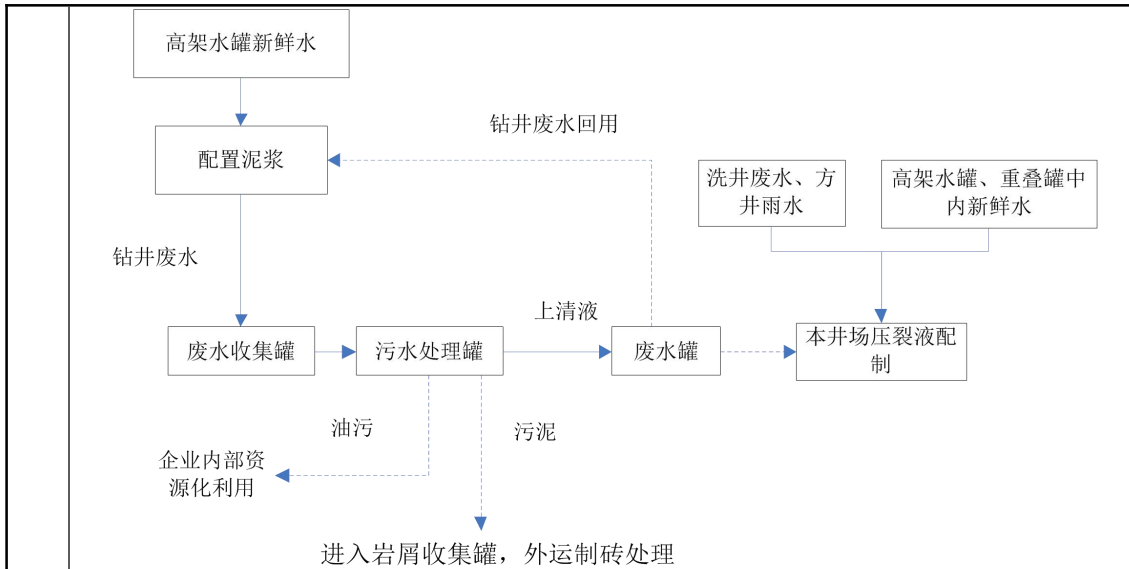 高架水罐新鲜水
钻井废水回用
配置泥浆
洗井废水、方
井雨水
高架水罐、重叠罐中
内新鲜水
钻井废水
上清液
废水收集罐
污水处理罐
废水罐
本井场压裂液配
制
油污
污泥
企业内部资
源化利用
进入岩屑收集罐，外运制砖处理